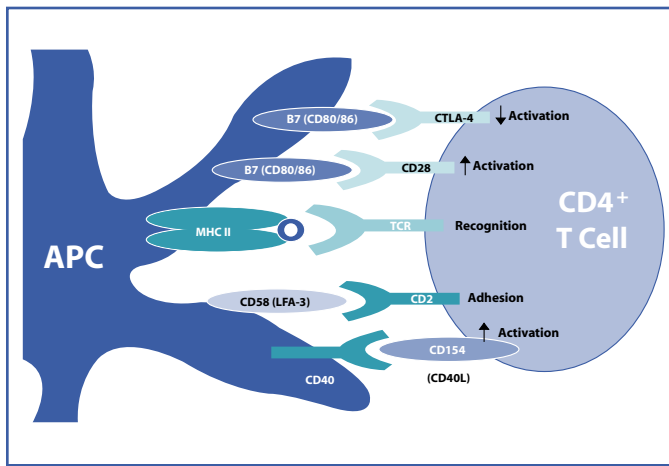 B7 (CD80/86)
CTLA-4
↓ Activation
B7 (CD80/86)
CD28
↑ Activation
CD4+
T Cell
MHC II
TCR
Recognition
APC
CD58 (LFA-3)
CD2
Adhesion
↑ Activation
CD154
CD40
(CD40L)